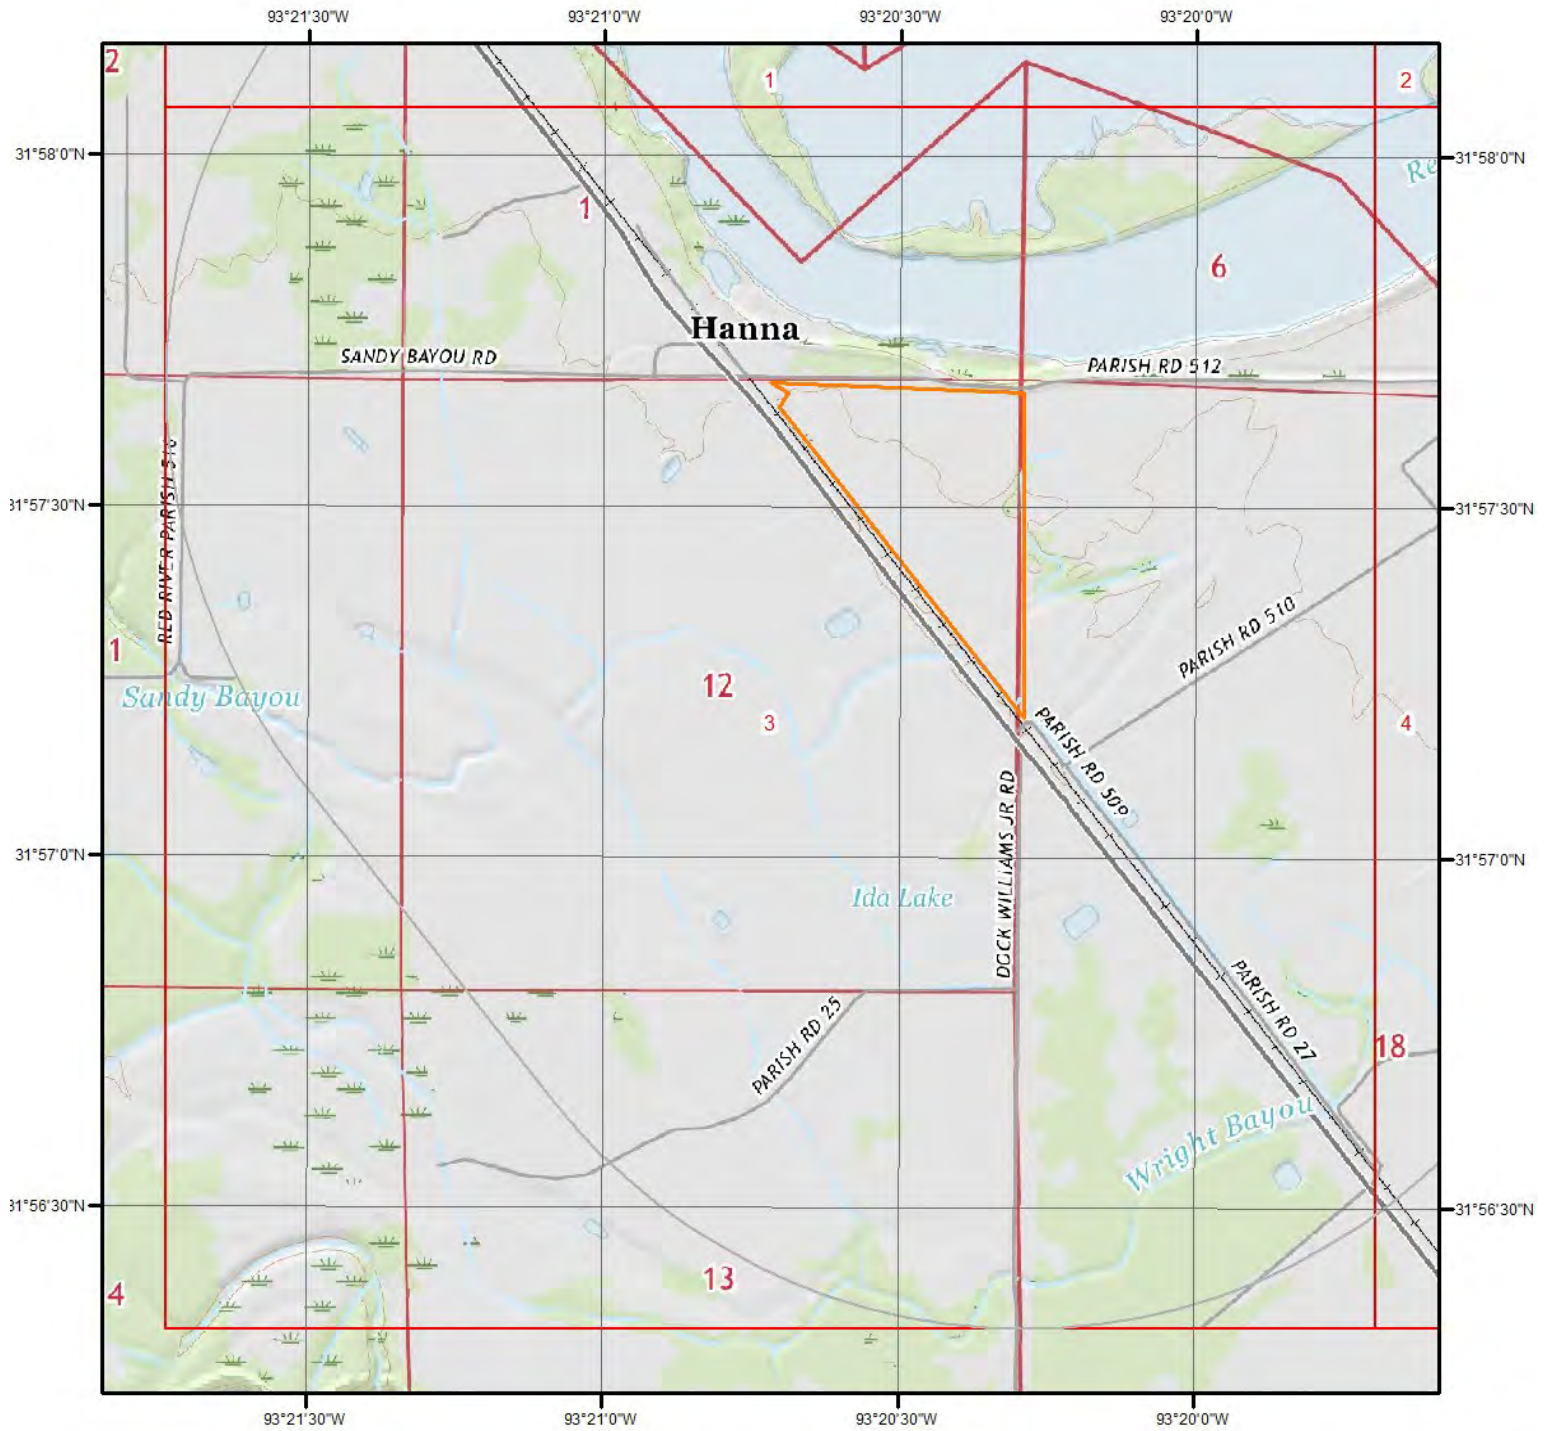 93°21'30"W
93°21'0"W
93°20'30"W
93°20'0"W
2
1
2
31°58'0"N
31°58'0"N
Re
1
6
Hanna
SANDY BAYOU RD
PARISH RD 512
RED RIVER PARISH 510
31°57'30"N
31°57'30"N
PARISH RD 510
1
12
Sandy Bayou
3
4
PARISH RD 509
DOCK WILLIAMS JR RD
31°57'0"N
31°57'0"N
Ida Lake
PARISH RD 25
PARISH RD 27
18
Wright Bayou
31°56'30"N
31°56'30"N
13
4
93°21'30"W
93°21'0"W
93°20'30"W
93°20'0"W